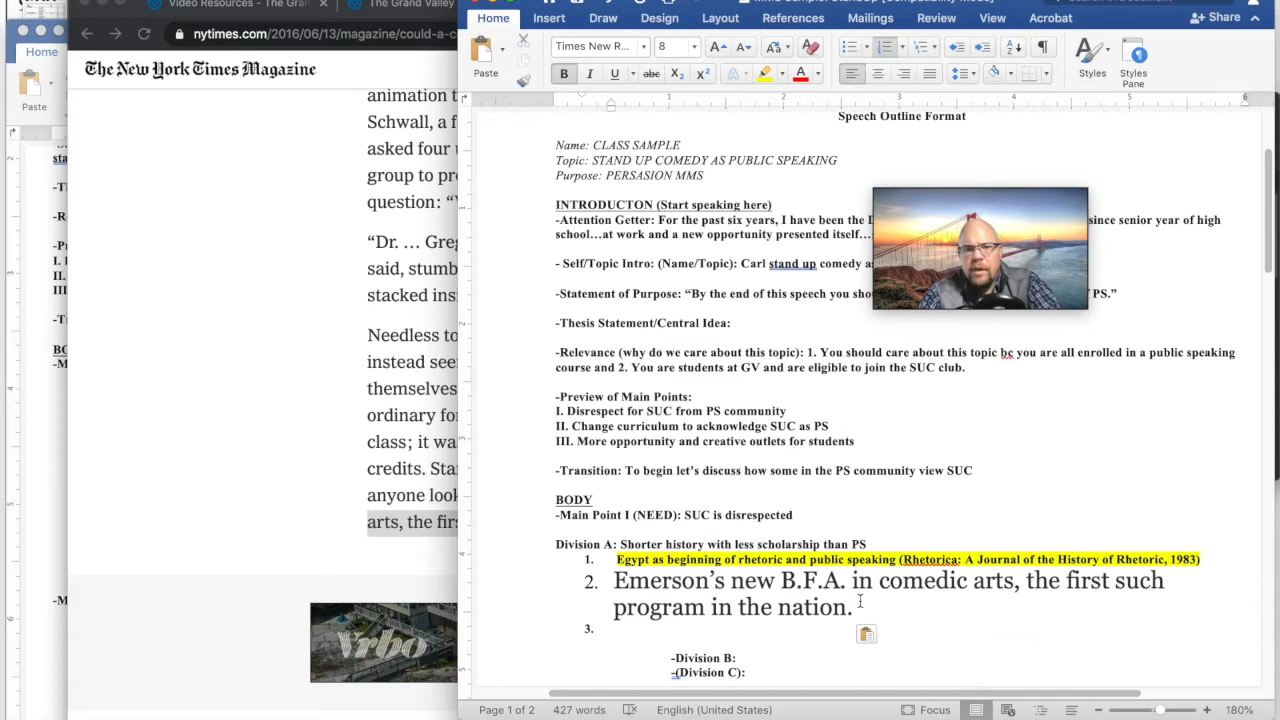 Video Resources - The Gran
The Grand Valley
nytimes.com/2016/06/13/magazine/could-a-c
The New York Times Magazine
Home
Paste
animation t
Schwall, a f
asked four u
group to pr
question: “Y
“Dr. … Greg
said, stumb
stacked ins
Needless to
instead see
themselves
ordinary fo
class; it wa
credits. Sta
anyone look
arts, the firs
Vrbo
Home
Insert
Draw
Design
Layout
References
Mailings
Review
View
Acrobat
Share
Paste
Times New R...
8
Styles
Styles
Pane
Speech Outline Format
Name: CLASS SAMPLE
Topic: STAND UP COMEDY AS PUBLIC SPEAKING
Purpose: PERSASION MMS
INTRODUCTON (Start speaking here)
-Attention Getter: For the past six years, I have been the since senior year of high
school…at work and a new opportunity presented itself…
- Self/Topic Intro: (Name/Topic): Carl stand up comedy as
-Statement of Purpose: “By the end of this speech you sho PS.”
-Thesis Statement/Central Idea:
-Relevance (why do we care about this topic): 1. You should care about this topic bc you are all enrolled in a public speaking
course and 2. You are students at GV and are eligible to join the SUC club.
-Preview of Main Points:
I. Disrespect for SUC from PS community
II. Change curriculum to acknowledge SUC as PS
III. More opportunity and creative outlets for students
-Transition: To begin let’s discuss how some in the PS community view SUC
BODY
-Main Point I (NEED): SUC is disrespected
Division A: Shorter history with less scholarship than PS
1. Egypt as beginning of rhetoric and public speaking (Rhetorica: A Journal of the History of Rhetoric, 1983)
2. Emerson’s new B.F.A. in comedic arts, the first such
program in the nation.
3.
-Division B:
-(Division C):
Page 1 of 2
427 words
English (United States)
Focus
180%